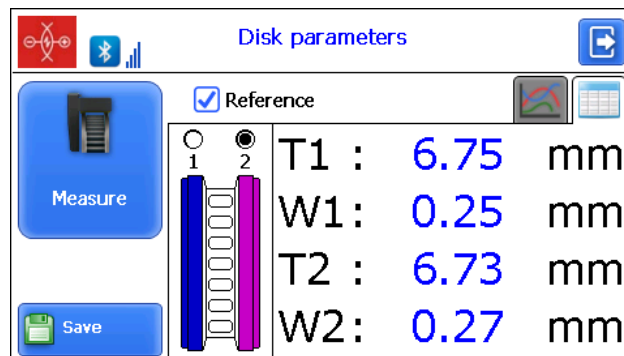 Disk parameters
Reference
Measure
1 2
T1 : 6.75 mm
W1: 0.25 mm
T2 : 6.73 mm
W2: 0.27 mm
Save